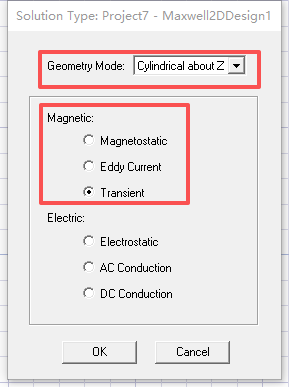 Solution Type: Project7 - Maxwell2DDesign1
Geometry Mode: Cylindrical about Z
Magnetic:
Magnetostatic
Eddy Current
Transient
Electric:
Electrostatic
AC Conduction
DC Conduction
OK Cancel